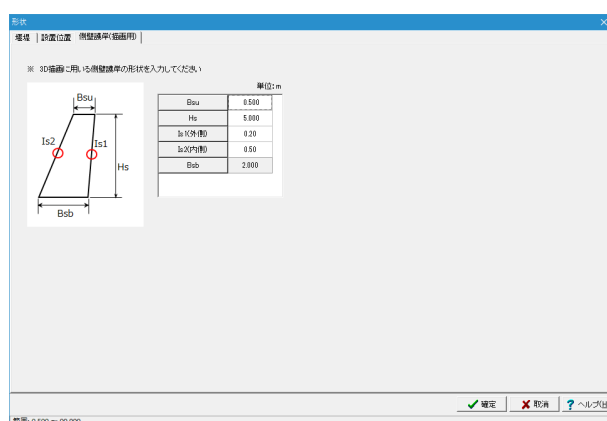 形状
堰堤 設置位置 側壁護岸(描画用)
※ 3D描画に用いる側壁護岸の形状を入力してください
単位:m
Bsu
Is2
Is1
Hs
Bsb
Bsu 0.500
Hs 5.000
Is1(外側) 0.20
Is2(内側) 0.50
Bsb 2.000
確定 取消 ? ヘルプ(H